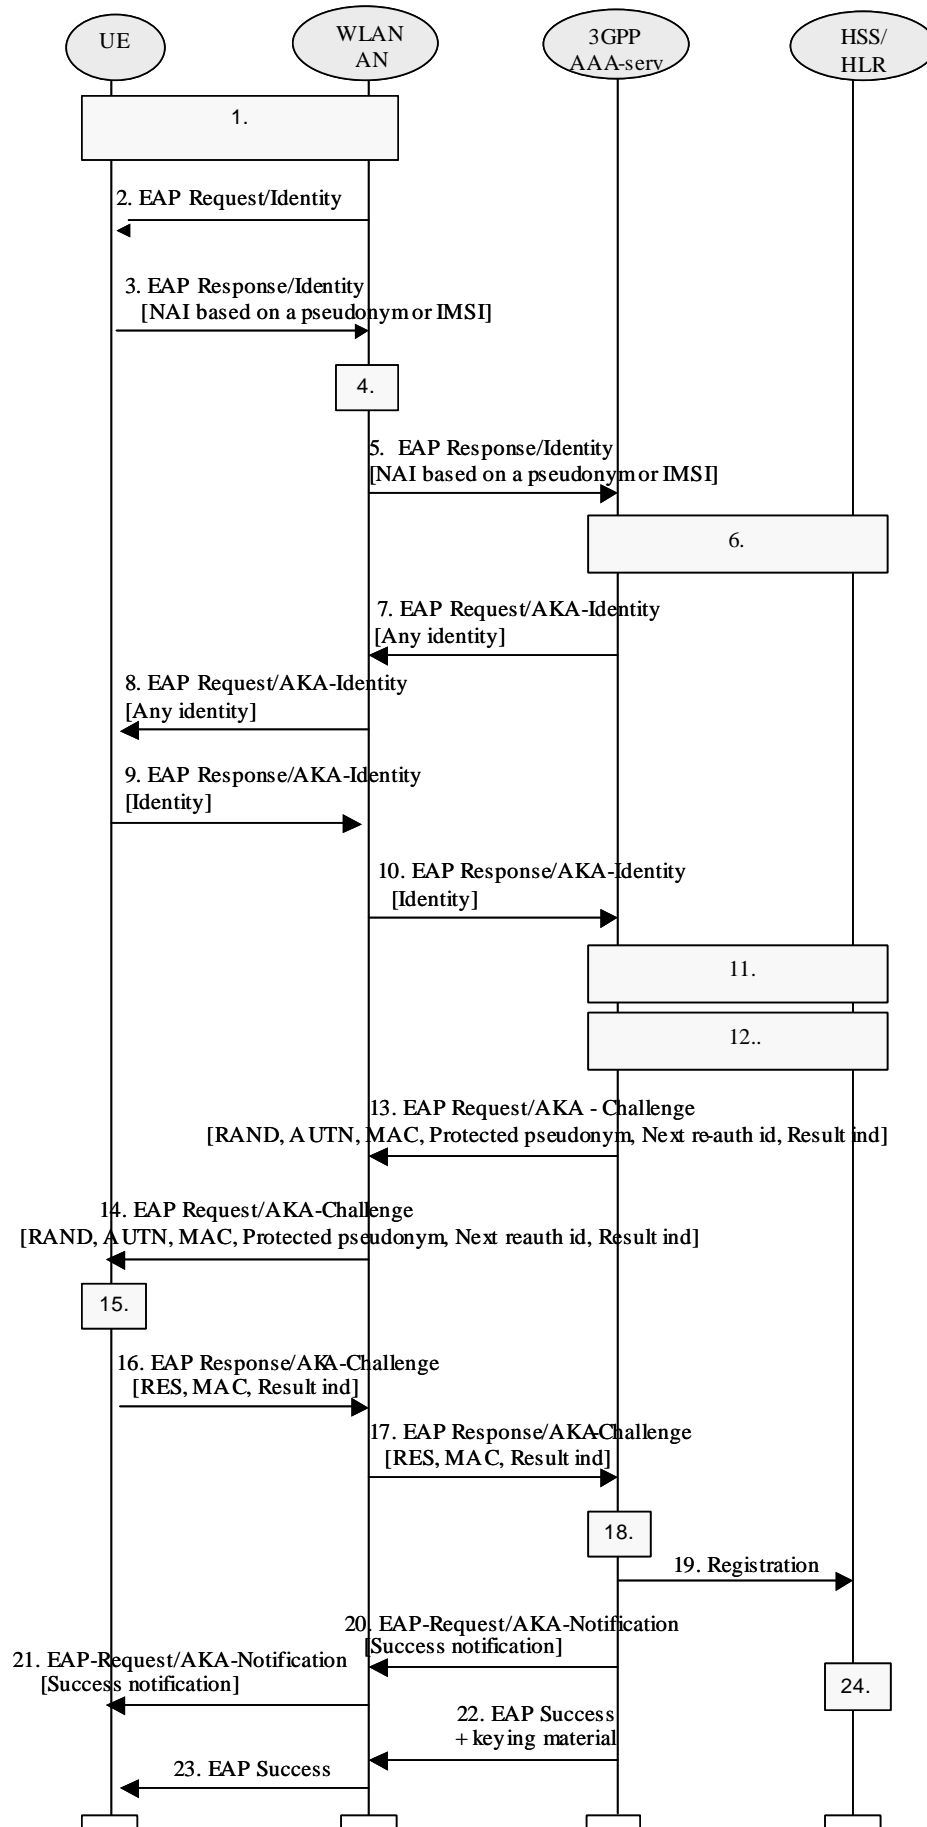 UE
WLAN
AN
3GPP
AAA-serv
HSS/
HLR
1.
2. EAP Request/Identity
3. EAP Response/Identity
[NAI based on a pseudonym or IMSI]
4.
5. EAP Response/Identity
[NAI based on a pseudonym or IMSI]
6.
7. EAP Request/AKA-Identity
[Any identity]
8. EAP Request/AKA-Identity
[Any identity]
9. EAP Response/AKA-Identity
[Identity]
10. EAP Response/AKA-Identity
[Identity]
11.
12..
13. EAP Request/AKA - Challenge
[RAND, AUTN, MAC, Protected pseudonym, Next re-auth id, Result ind]
14. EAP Request/AKA-Challenge
[RAND, AUTN, MAC, Protected pseudonym, Next reauth id, Result ind]
15.
16. EAP Response/AKA-Challenge
[RES, MAC, Result ind]
17. EAP Response/AKA-Challenge
[RES, MAC, Result ind]
18.
19. Registration
20. EAP-Request/AKA-Notification
[Success notification]
21. EAP-Request/AKA-Notification
[Success notification]
24.
22. EAP Success
+ keying material
23. EAP Success